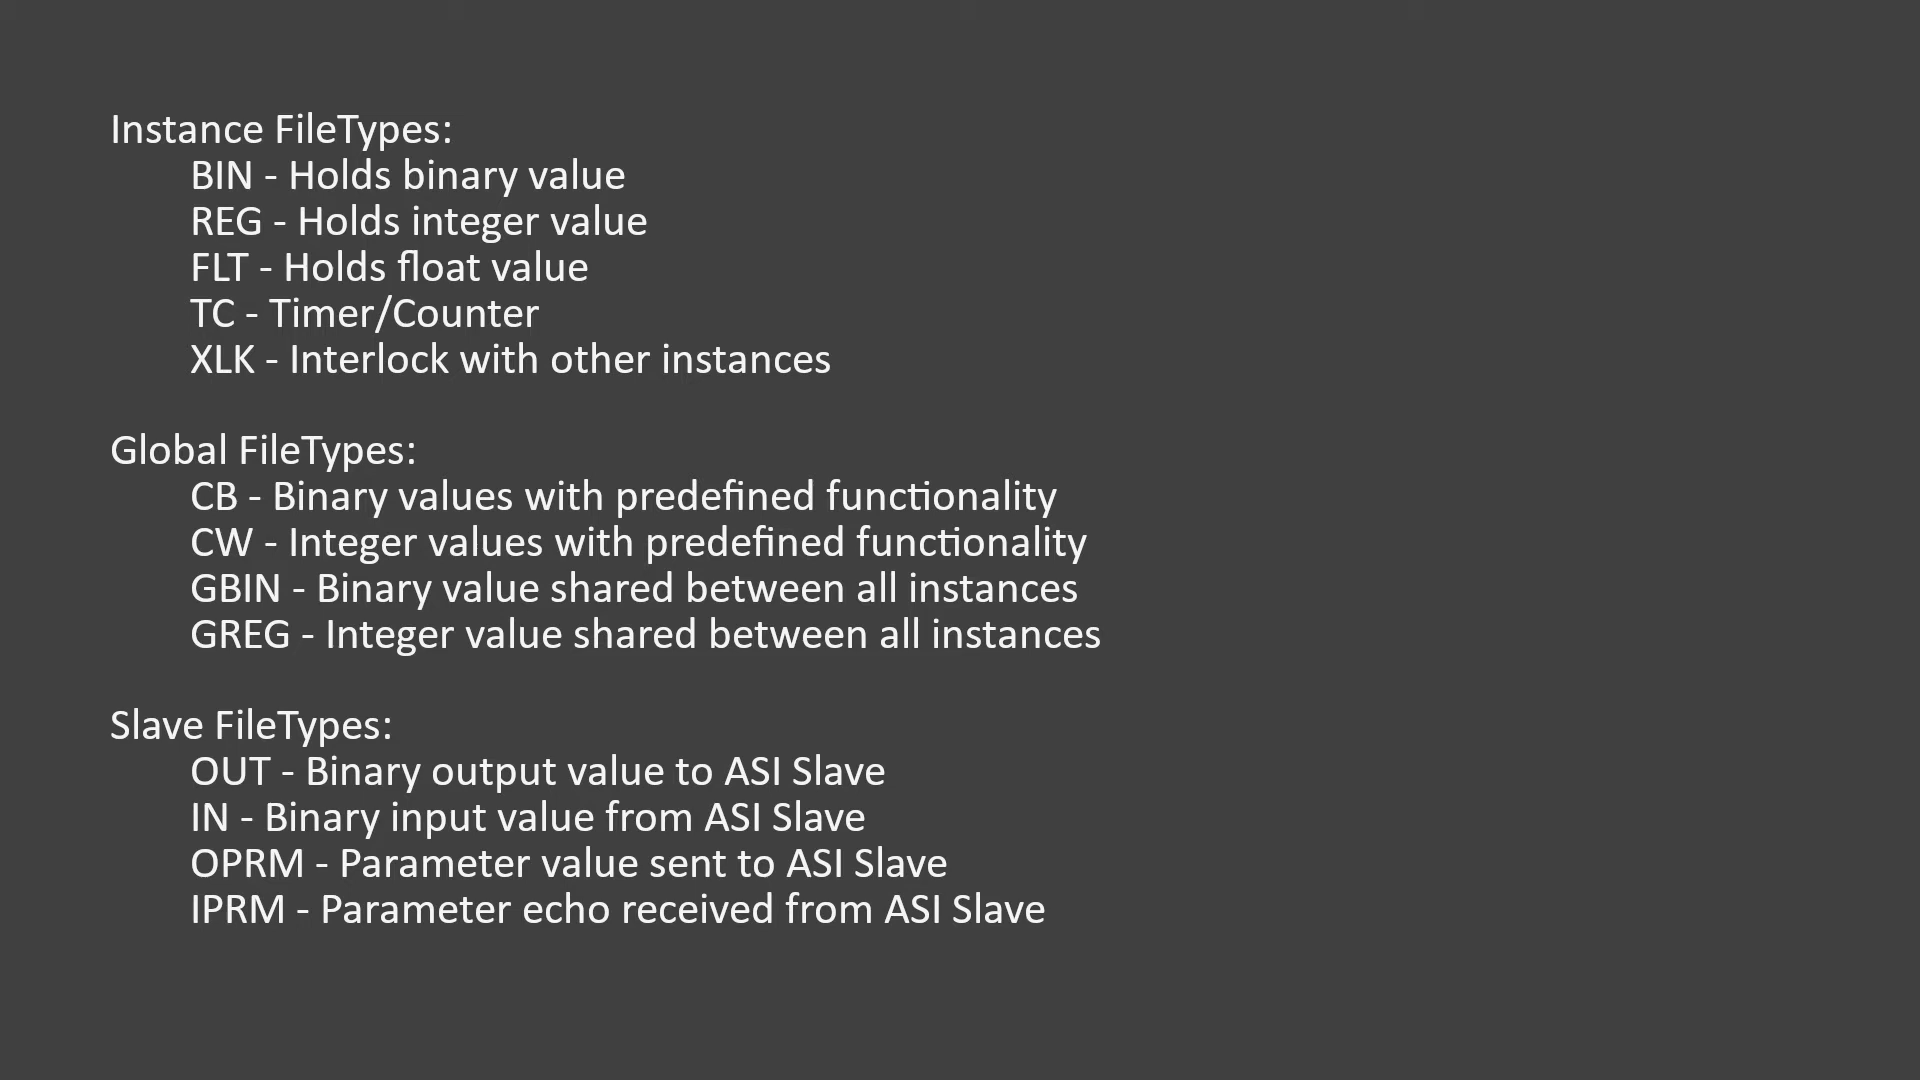 Instance FileTypes:
BIN - Holds binary value
REG - Holds integer value
FLT - Holds float value
TC - Timer/Counter
XLK - Interlock with other instances
Global FileTypes:
CB - Binary values with predefined functionality
CW - Integer values with predefined functionality
GBIN - Binary value shared between all instances
GREG - Integer value shared between all instances
Slave FileTypes:
OUT - Binary output value to ASI Slave
IN - Binary input value from ASI Slave
OPRM - Parameter value sent to ASI Slave
IPRM - Parameter echo received from ASI Slave